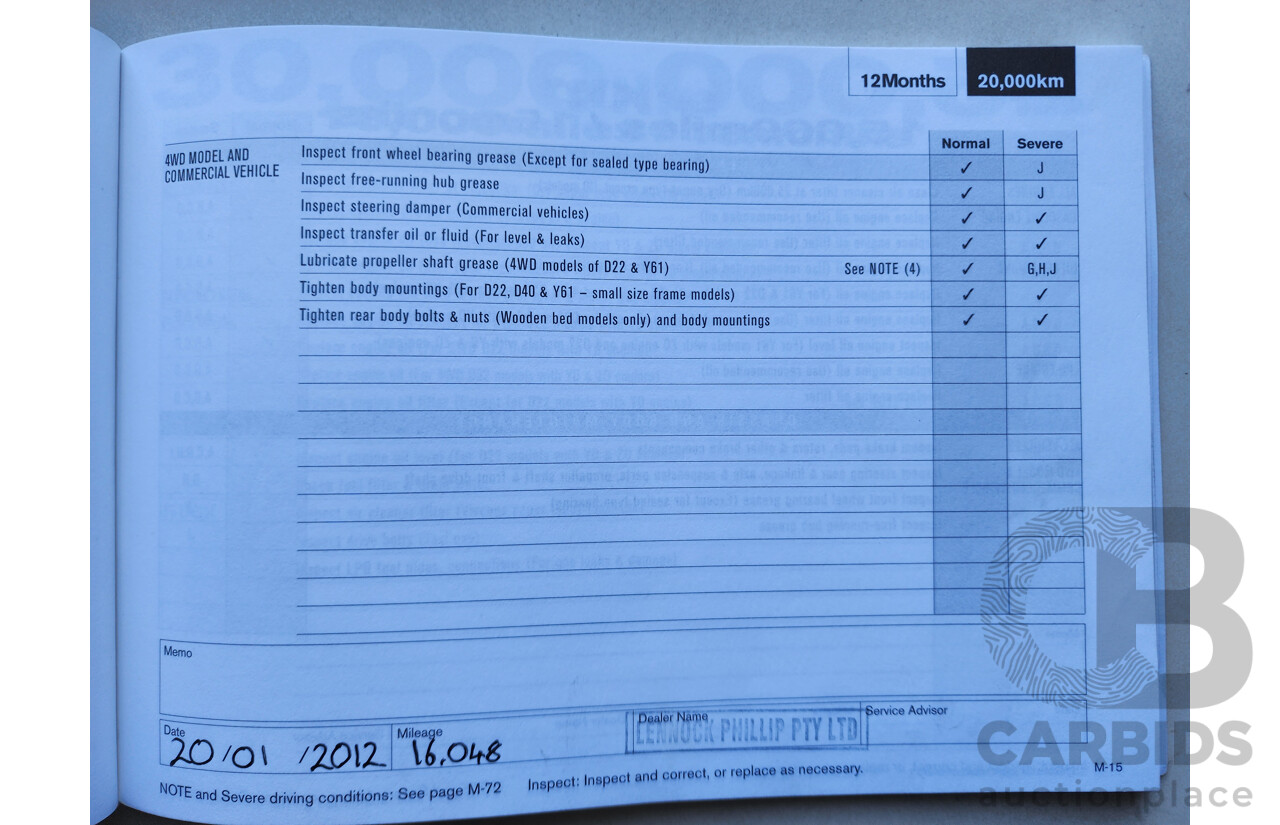 12Months 20,000km
Normal Severe
4WD MODEL AND
COMMERCIAL VEHICLE
Inspect front wheel bearing grease (Except for sealed type bearing) ✓ J
Inspect free-running hub grease ✓ J
Inspect steering damper (Commercial vehicles) ✓ ✓
Inspect transfer oil or fluid (For level & leaks) ✓ ✓
Lubricate propeller shaft grease (4WD models of D22 & Y61) See NOTE (4) ✓ G,H,J
Tighten body mountings (For D22, D40 & Y61 – small size frame models) ✓ ✓
Tighten rear body bolts & nuts (Wooden bed models only) and body mountings ✓ ✓
Memo
Date Mileage Dealer Name Service Advisor
20/01/2012 16,048 LENNOCK PHILLIP PTY LTD
NOTE and Severe driving conditions: See page M-72 Inspect: Inspect and correct, or replace as necessary. M-15
CB
CARBIDS
auctionplace